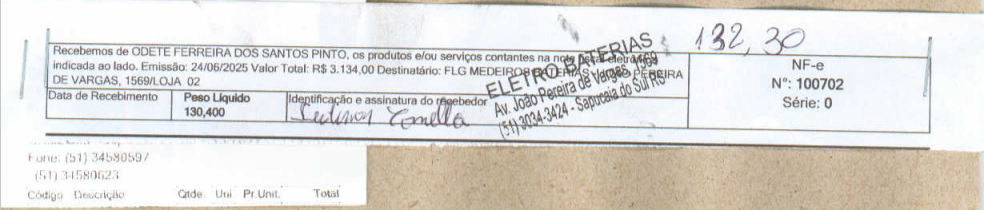 132,30
Recebemos de ODETE FERREIRA DOS SANTOS PINTO, os produtos e/ou serviços contantes na nota fiscal eletrônica
indicada ao lado. Emissão: 24/06/2025 Valor Total: R$ 3.134,00 Destinatário: FLG MEDEIROS BATERIAS PEREIRA
DE VARGAS, 1569/LOJA 02
NF-e
Nº: 100702
Série: 0
Data de Recebimento
Peso Líquido
130,400
Identificação e assinatura do recebedor
ELETRO BATERIAS
Av. João Pereira de Vargas, 1569
(51) 3034-3424 - Sapucaia do Sul RS
Fone: (51) 34580597
(51) 34580623
Código Descrição Qtde. Uni Pr.Unit. Total